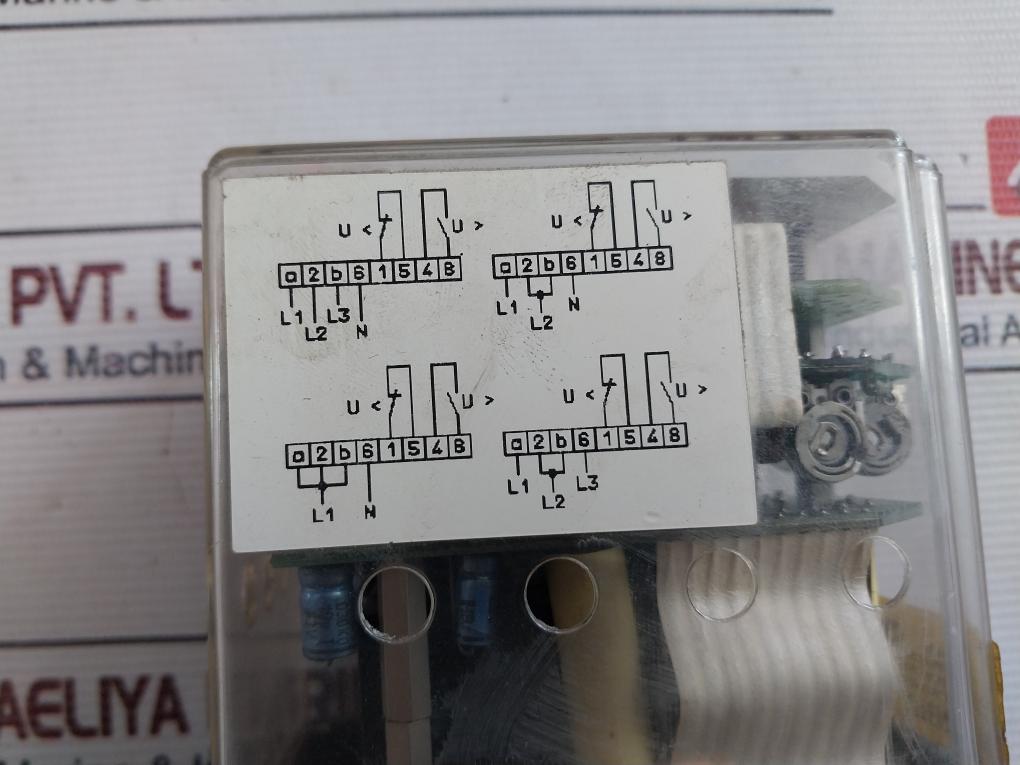 U < U >
a 2 b 6 1 5 4 8
L1 L2 L3 N
U < U >
a 2 b 6 1 5 4 8
L1 L2 N
U < U >
a 2 b 6 1 5 4 8
L1 N
U < U >
a 2 b 6 1 5 4 8
L1 L2 L3
PVT. L
& Machin
INE
al A
AELIYA